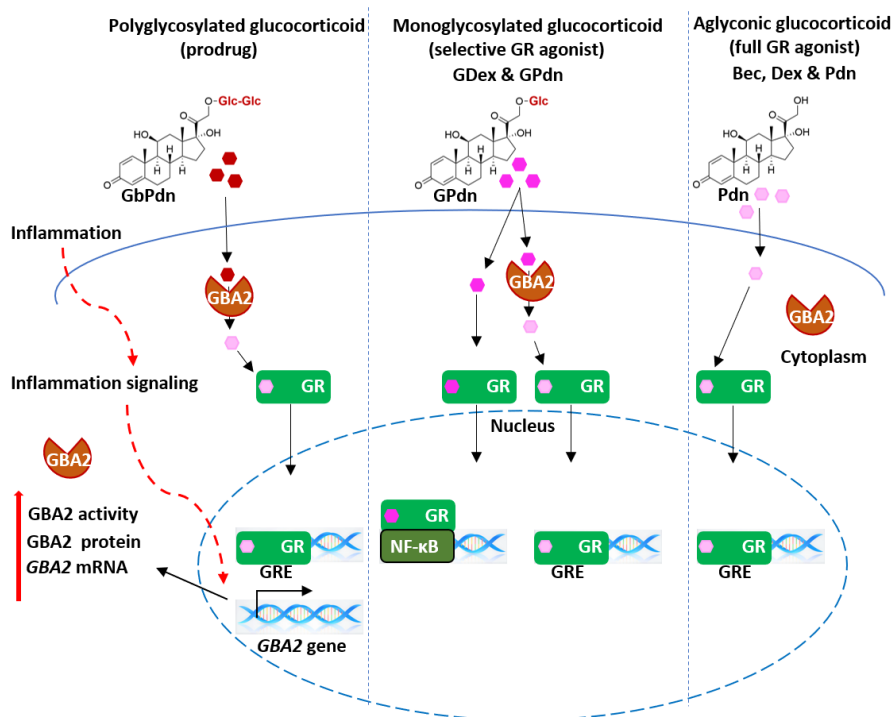 Polyglycosylated glucocorticoid
(prodrug)
O-Glc-Glc
O
HO
OH
H
H
H
O
GbPdn
Monoglycosylated glucocorticoid
(selective GR agonist)
GDex & GPdn
O-Glc
O
HO
OH
H
H
H
O
GPdn
Aglyconic glucocorticoid
(full GR agonist)
Bec, Dex & Pdn
OH
O
HO
OH
H
H
H
O
Pdn
Inflammation
GBA2
GBA2
GBA2
Cytoplasm
Inflammation signaling
GR
GR
GR
GR
Nucleus
GBA2
GBA2 activity
GBA2 protein
GBA2 mRNA
GR
GRE
GR
NF-κB
GR
GRE
GR
GRE
GBA2 gene